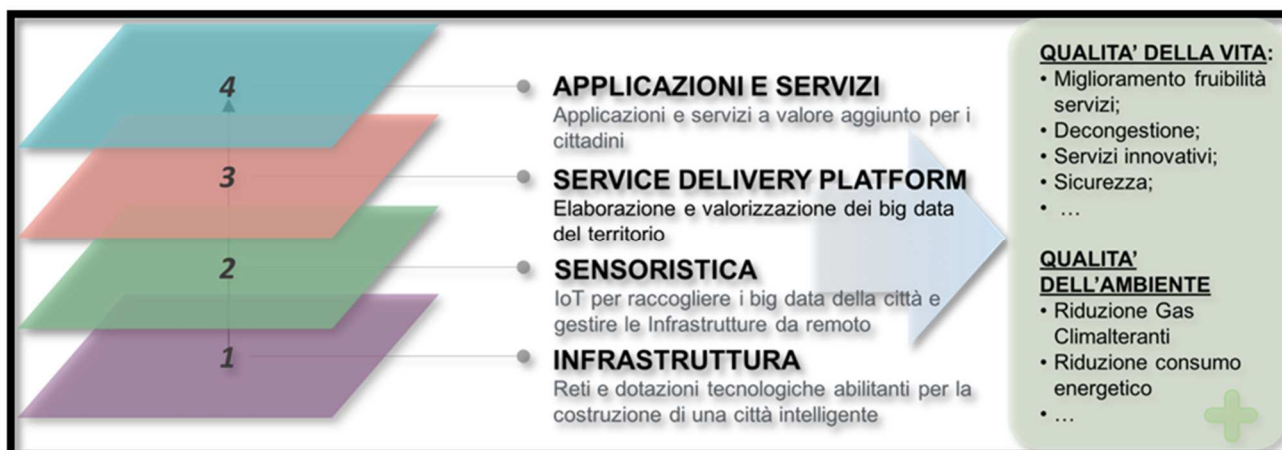 4
APPLICAZIONI E SERVIZI
Applicazioni e servizi a valore aggiunto per i
cittadini
3
SERVICE DELIVERY PLATFORM
Elaborazione e valorizzazione dei big data
del territorio
2
SENSORISTICA
IoT per raccogliere i big data della città e
gestire le Infrastrutture da remoto
1
INFRASTRUTTURA
Reti e dotazioni tecnologiche abilitanti per la
costruzione di una città intelligente
QUALITA' DELLA VITA:
• Miglioramento fruibilità
servizi;
• Decongestione;
• Servizi innovativi;
• Sicurezza;
• …
QUALITA'
DELL'AMBIENTE
• Riduzione Gas
Climalteranti
• Riduzione consumo
energetico
• …